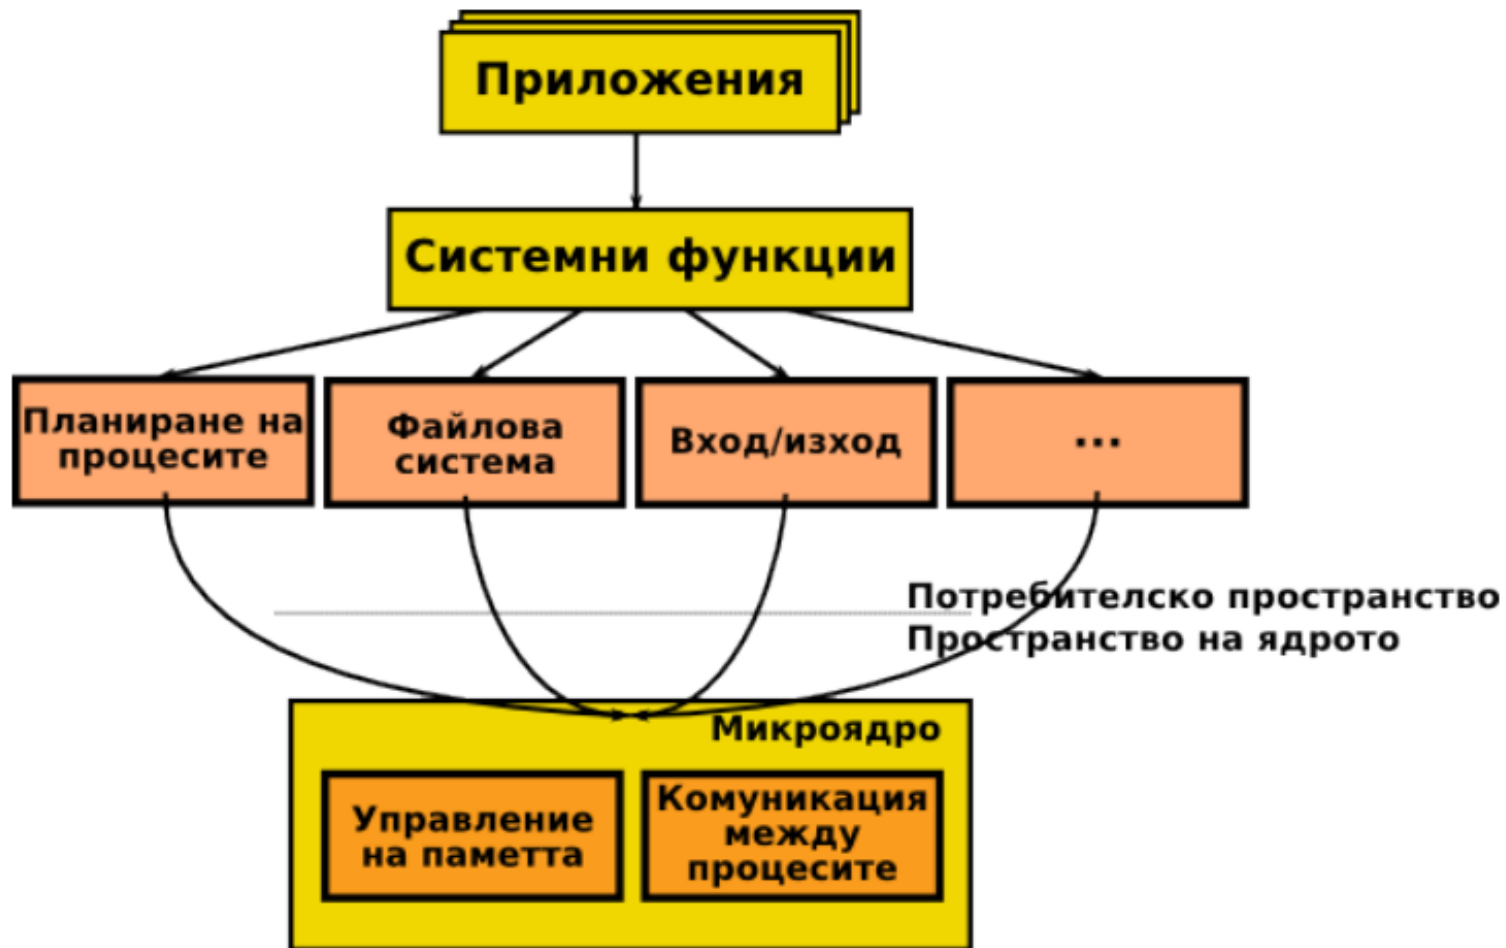 Приложения
Системни функции
Планиране на
процесите
Файлова
система
Вход/изход
...
Потребителско пространство
Пространство на ядрото
Микроядро
Управление
на паметта
Комуникация
между
процесите